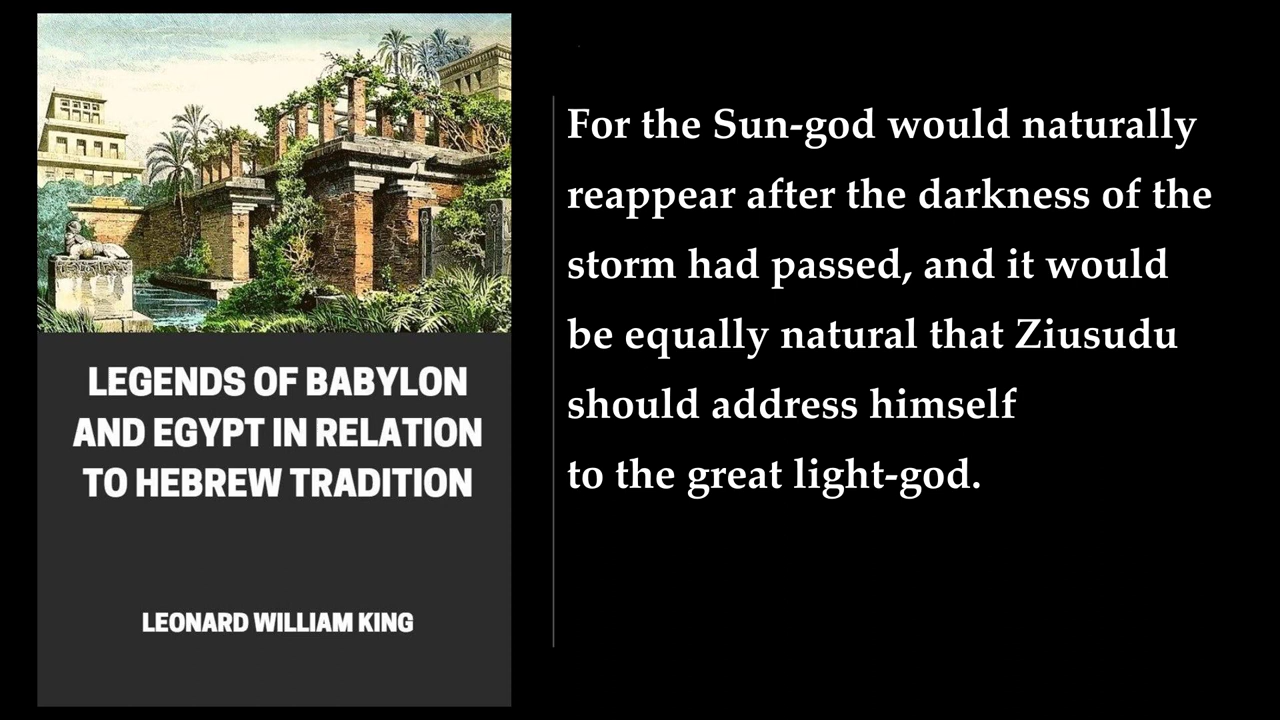 LEGENDS OF BABYLON
AND EGYPT IN RELATION
TO HEBREW TRADITION
LEONARD WILLIAM KING
For the Sun-god would naturally
reappear after the darkness of the
storm had passed, and it would
be equally natural that Ziusudu
should address himself
to the great light-god.